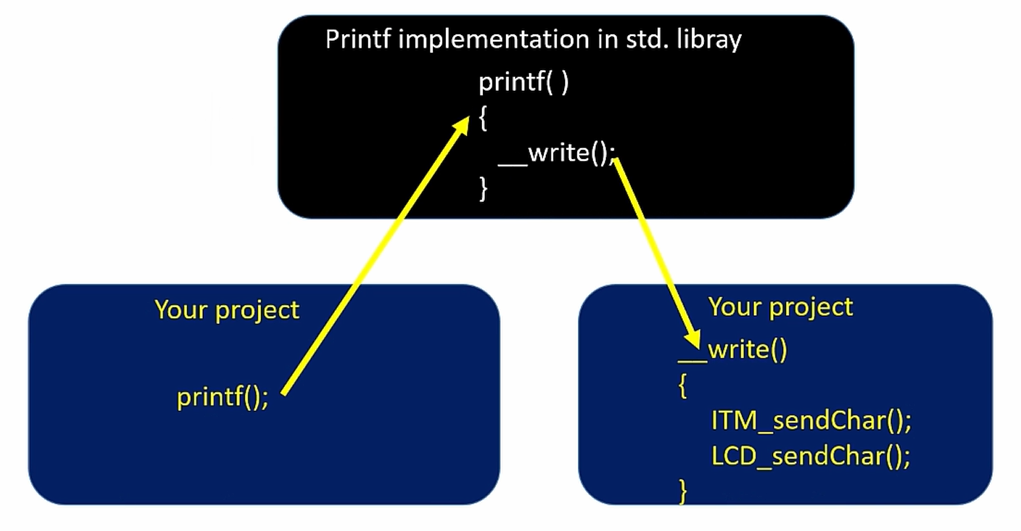 Printf implementation in std. libray
printf( )
{
__write();
}
Your project
printf();
Your project
__write()
{
ITM_sendChar();
LCD_sendChar();
}